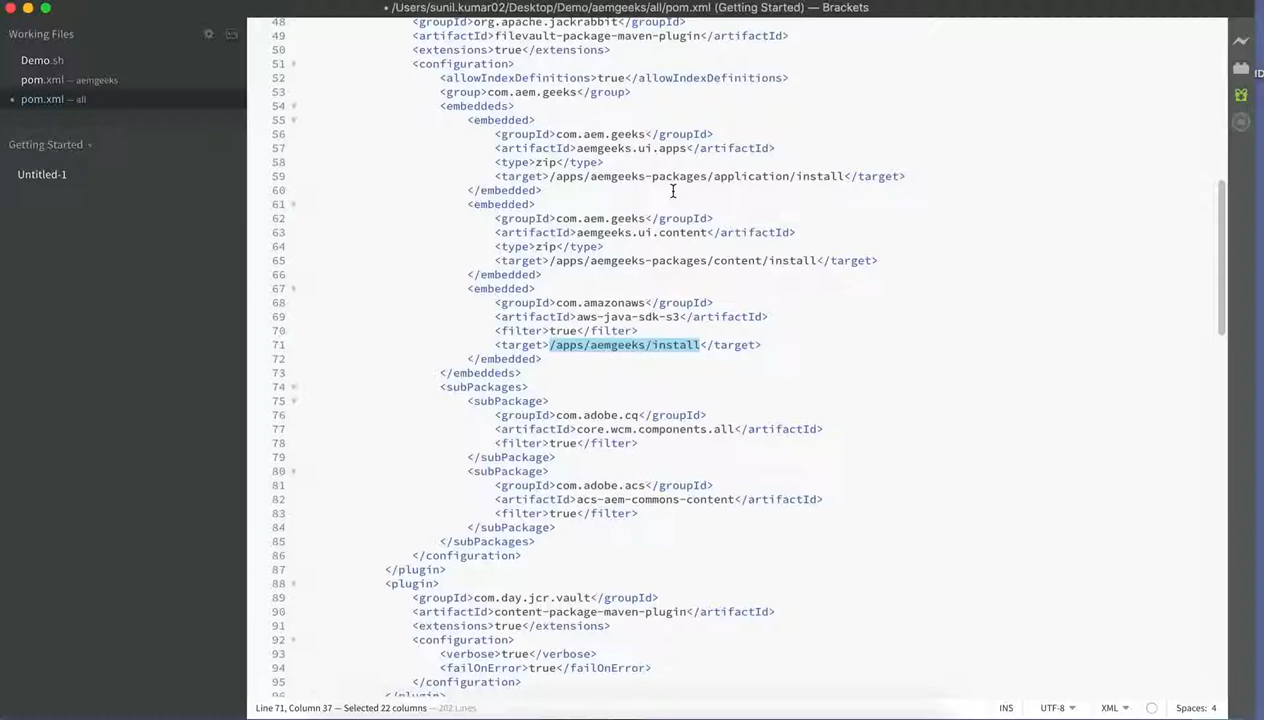 • /Users/sunil.kumar02/Desktop/Demo/aemgeeks/all/pom.xml (Getting Started) — Brackets
Working Files
Demo.sh
pom.xml — aemgeeks
• pom.xml — all
Getting Started
Untitled-1
48 <groupId>org.apache.jackrabbit</groupId>
49 <artifactId>filevault-package-maven-plugin</artifactId>
50 <extensions>true</extensions>
51 <configuration>
52 <allowIndexDefinitions>true</allowIndexDefinitions>
53 <group>com.aem.geeks</group>
54 <embeddeds>
55 <embedded>
56 <groupId>com.aem.geeks</groupId>
57 <artifactId>aemgeeks.ui.apps</artifactId>
58 <type>zip</type>
59 <target>/apps/aemgeeks-packages/application/install</target>
60 </embedded>
61 <embedded>
62 <groupId>com.aem.geeks</groupId>
63 <artifactId>aemgeeks.ui.content</artifactId>
64 <type>zip</type>
65 <target>/apps/aemgeeks-packages/content/install</target>
66 </embedded>
67 <embedded>
68 <groupId>com.amazonaws</groupId>
69 <artifactId>aws-java-sdk-s3</artifactId>
70 <filter>true</filter>
71 <target>/apps/aemgeeks/install</target>
72 </embedded>
73 </embeddeds>
74 <subPackages>
75 <subPackage>
76 <groupId>com.adobe.cq</groupId>
77 <artifactId>core.wcm.components.all</artifactId>
78 <filter>true</filter>
79 </subPackage>
80 <subPackage>
81 <groupId>com.adobe.acs</groupId>
82 <artifactId>acs-aem-commons-content</artifactId>
83 <filter>true</filter>
84 </subPackage>
85 </subPackages>
86 </configuration>
87 </plugin>
88 <plugin>
89 <groupId>com.day.jcr.vault</groupId>
90 <artifactId>content-package-maven-plugin</artifactId>
91 <extensions>true</extensions>
92 <configuration>
93 <verbose>true</verbose>
94 <failOnError>true</failOnError>
95 </configuration>
96 </plugin>
Line 71, Column 37 — Selected 22 columns — 202 Lines
INS UTF-8 XML Spaces: 4